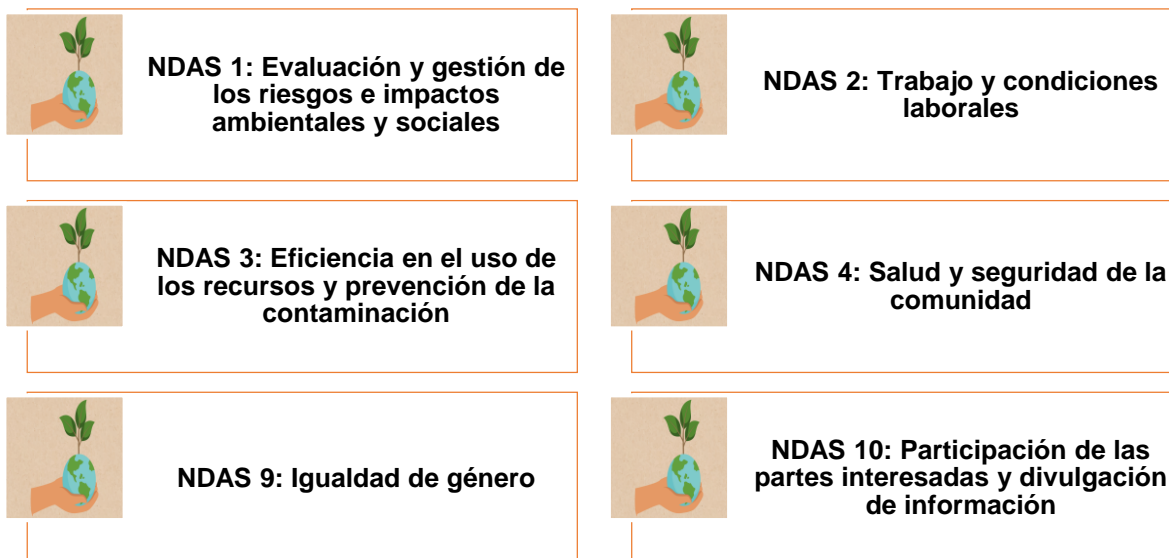 NDAS 1: Evaluación y gestión de
los riesgos e impactos
ambientales y sociales
NDAS 2: Trabajo y condiciones
laborales
NDAS 3: Eficiencia en el uso de
los recursos y prevención de la
contaminación
NDAS 4: Salud y seguridad de la
comunidad
NDAS 9: Igualdad de género
NDAS 10: Participación de las
partes interesadas y divulgación
de información